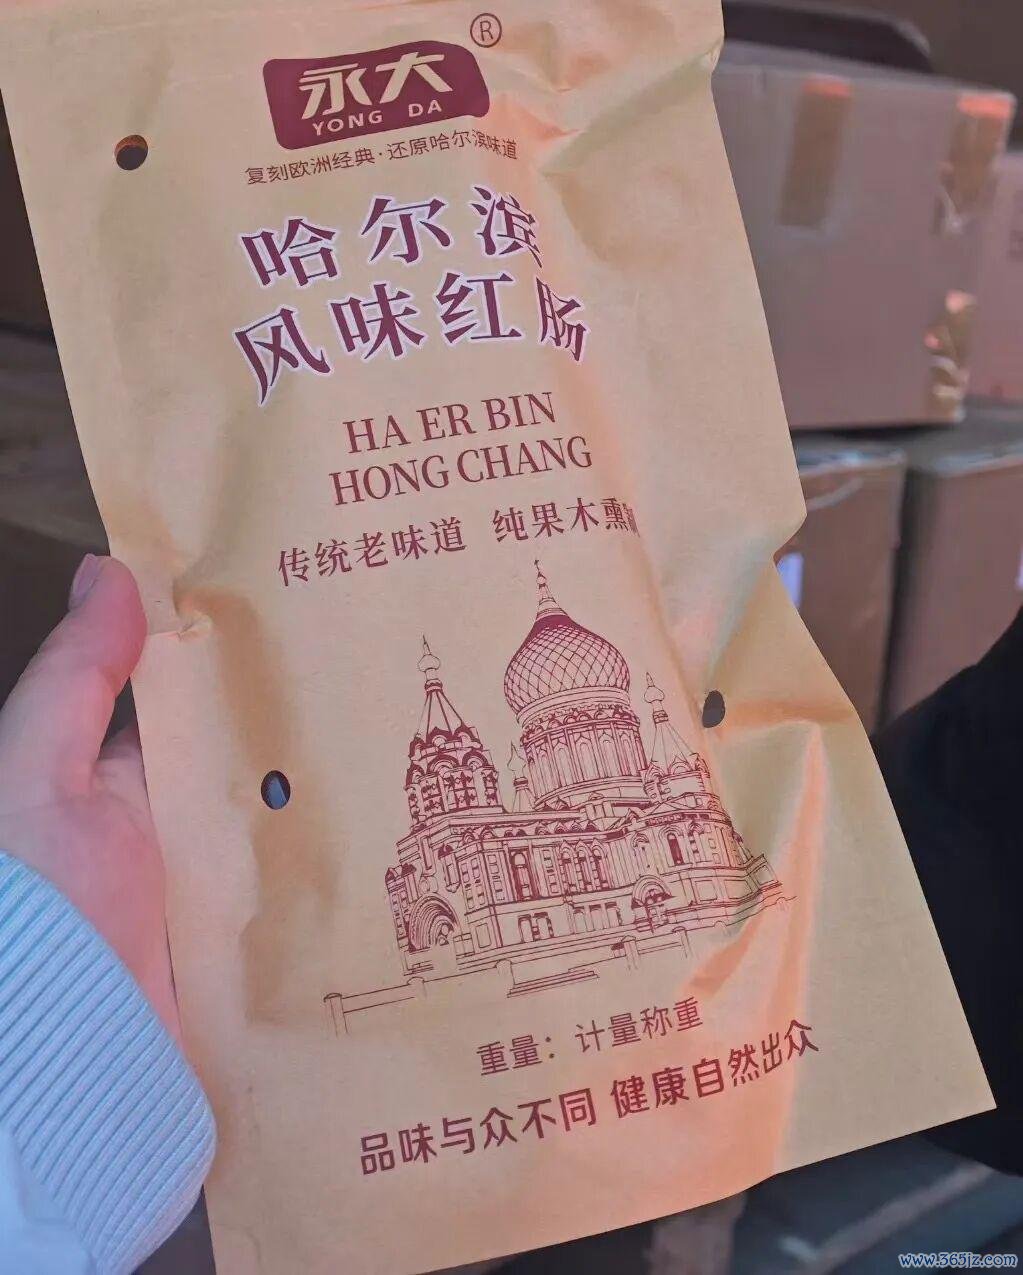 ®
永大
YONG DA
复刻欧洲经典·还原哈尔滨味道
哈尔滨
风味红肠
HA ER BIN
HONG CHANG
传统老味道 纯果木熏
重量：计量称重
品味与众不同 健康自然出众
www.365jz.com